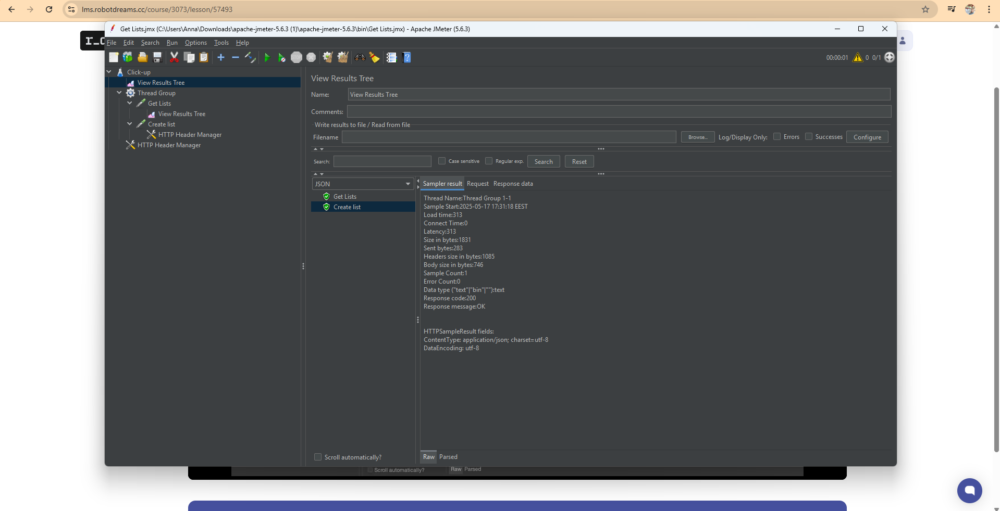 lms.robotdreams.cc/course/3073/lesson/57493
Get Lists.jmx (C:\Users\Anna\Downloads\apache-jmeter-5.6.3 (1)\apache-jmeter-5.6.3\bin\Get Lists.jmx) - Apache JMeter (5.6.3)
File Edit Search Run Options Tools Help
00:00:01 0 0/1
Click-up
View Results Tree
Thread Group
Get Lists
View Results Tree
Create list
HTTP Header Manager
HTTP Header Manager
View Results Tree
Name: View Results Tree
Comments:
Write results to file / Read from file
Filename Browse... Log/Display Only: Errors Successes Configure
Search: Case sensitive Regular exp. Search Reset
JSON
Get Lists
Create list
Scroll automatically?
Sampler result Request Response data
Thread Name:Thread Group 1-1
Sample Start:2025-05-17 17:31:18 EEST
Load time:313
Connect Time:0
Latency:313
Size in bytes:1831
Sent bytes:283
Headers size in bytes:1085
Body size in bytes:746
Sample Count:1
Error Count:0
Data type ("text"|"bin"|""):text
Response code:200
Response message:OK
HTTPSampleResult fields:
ContentType: application/json; charset=utf-8
DataEncoding: utf-8
Raw Parsed
Scroll automatically? Raw Parsed